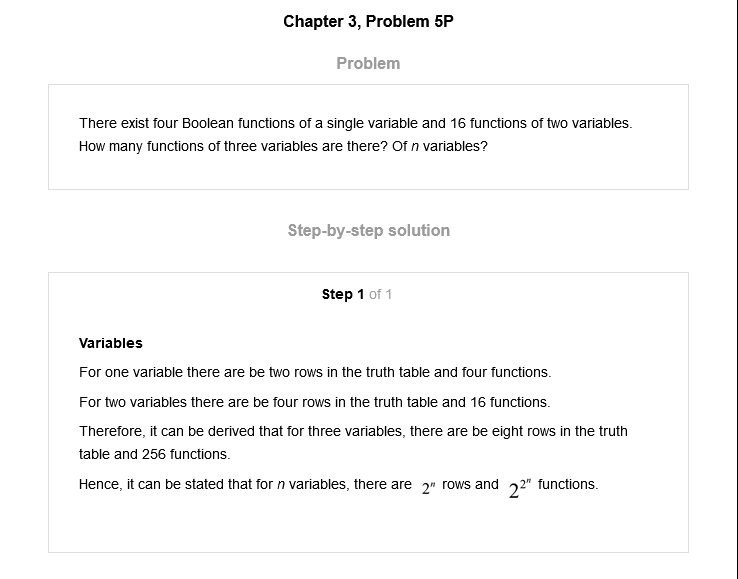 Chapter 3, Problem 5P
Problem
There exist four Boolean functions of a single variable and 16 functions of two variables.
How many functions of three variables are there? Of n variables?
Step-by-step solution
Step 1 of 1
Variables
For one variable there are be two rows in the truth table and four functions.
For two variables there are be four rows in the truth table and 16 functions.
Therefore, it can be derived that for three variables, there are be eight rows in the truth
table and 256 functions.
Hence, it can be stated that for n variables, there are 2ⁿ rows and 2^2ⁿ functions.